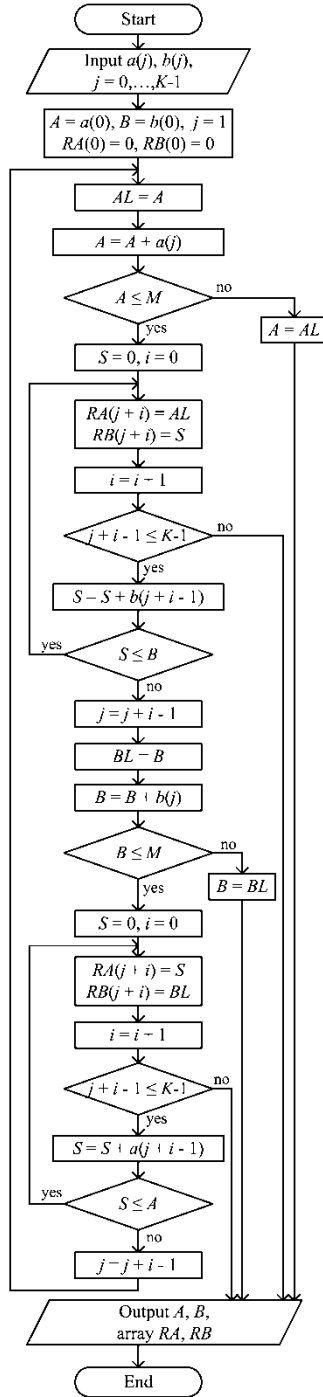 Start
Input a(j), b(j),
j = 0,…,K-1
A = a(0), B = b(0), j = 1
RA(0) = 0, RB(0) = 0
AL = A
A = A + a(j)
A ≤ M
no
A = AL
yes
S = 0, i = 0
RA(j + i) = AL
RB(j + i) = S
i = i + 1
j + i - 1 ≤ K-1
no
yes
S = S + b(j + i - 1)
yes
S ≤ B
no
j = j + i - 1
BL = B
B = B + b(j)
B ≤ M
no
B = BL
yes
S = 0, i = 0
RA(j + i) = S
RB(j + i) = BL
i = i + 1
j + i - 1 ≤ K-1
no
yes
S = S + a(j + i - 1)
yes
S ≤ A
no
j = j + i - 1
Output A, B,
array RA, RB
End